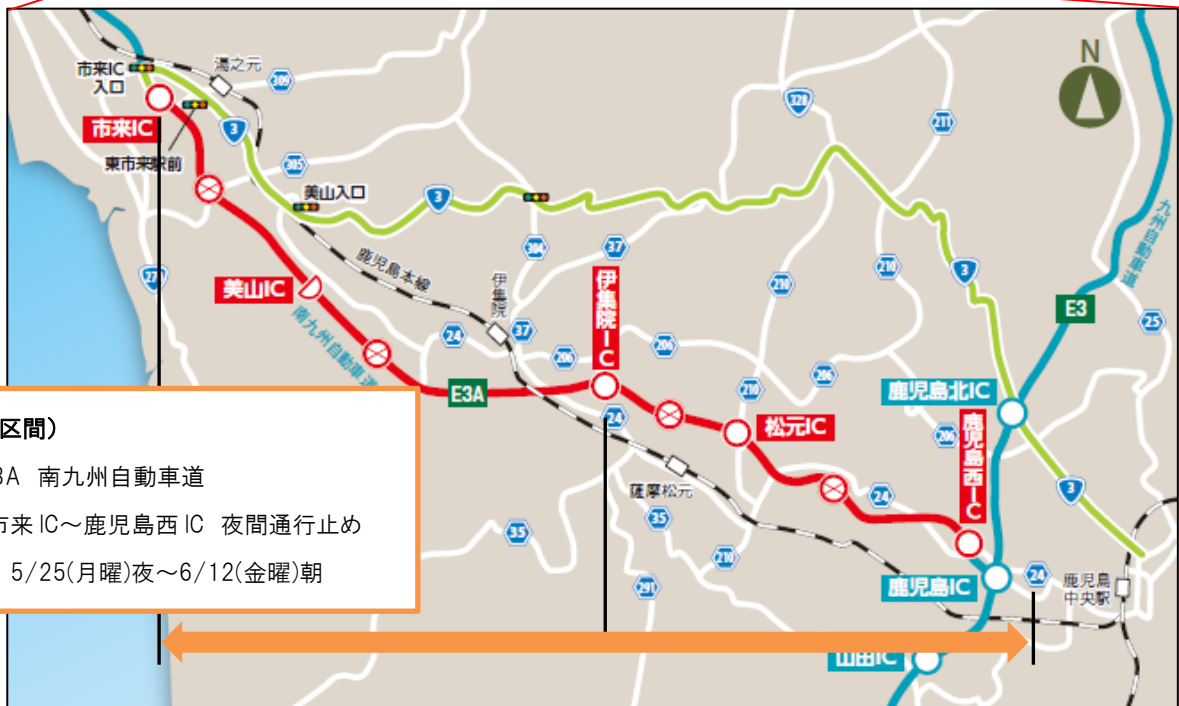 N
市来IC
入口
湯之元
309
市来IC
3
東市来駅前
305
美山入口
3
328
211
304
37
270
鹿児島本線
伊集院
伊集院IC
210
210
3
九州自動車道
E3
25
美山IC
南九州自動車道
24
37
206
206
206
E3A
24
210
松元IC
鹿児島北IC
206
鹿児島西IC
3
薩摩松元
24
35
35
210
291
鹿児島IC
24
鹿児島
中央駅
山田IC
区間)
3A 南九州自動車道
市来IC～鹿児島西IC 夜間通行止め
5/25(月曜)夜～6/12(金曜)朝